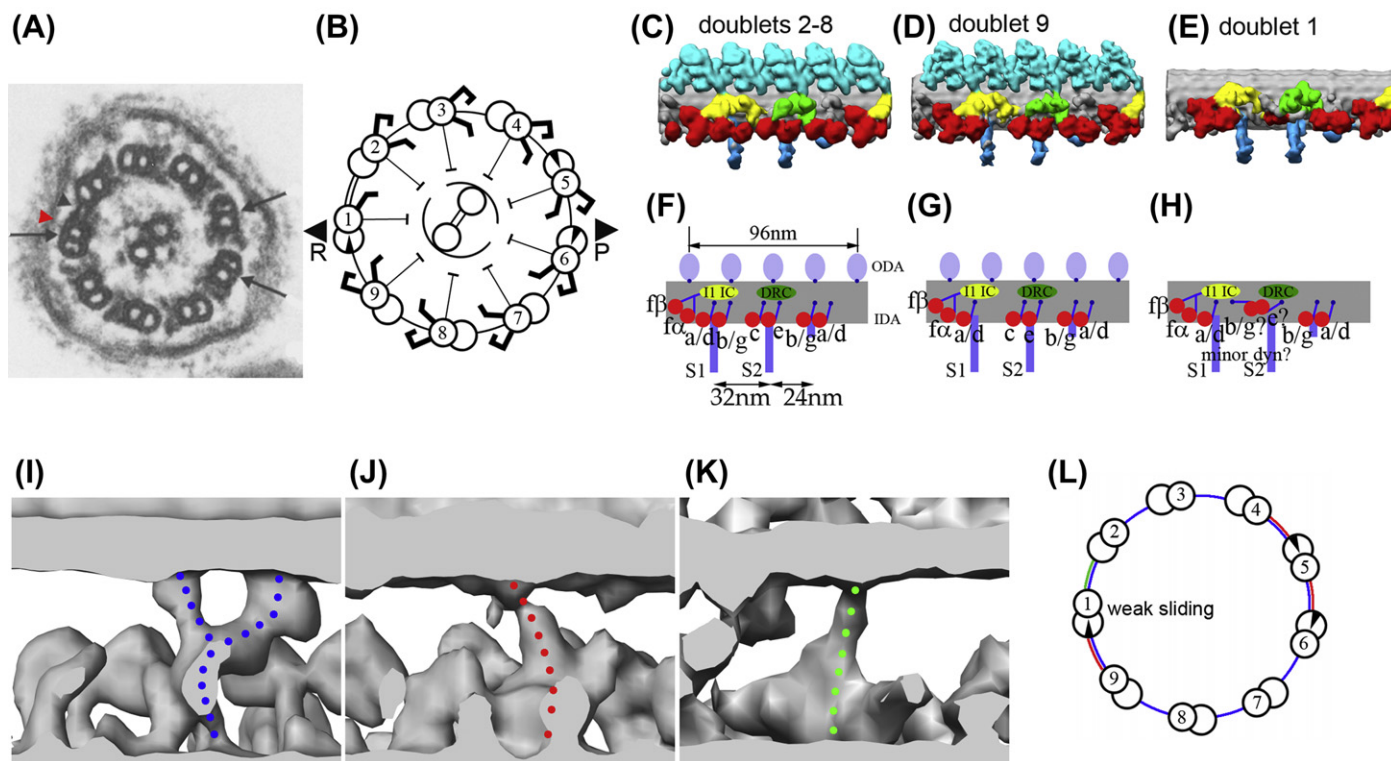 (A)
(B)
(C) doublets 2-8
(D) doublet 9
(E) doublet 1
3
4
2
5
1
R
P
6
9
8
7
(F)
96nm
ODA
I1 IC
DRC
fβ
IDA
fα
a/d
b/g
c
e
b/g
a/d
S1
S2
32nm
24nm
(G)
I1 IC
DRC
fβ
fα
a/d
c
e
b/g
a/d
S1
S2
(H)
I1 IC
DRC
fβ
e?
fα
a/d
b/g?
b/g
a/d
minor dyn?
S1
S2
(I)
(J)
(K)
(L)
3
4
2
5
1
weak sliding
6
9
8
7